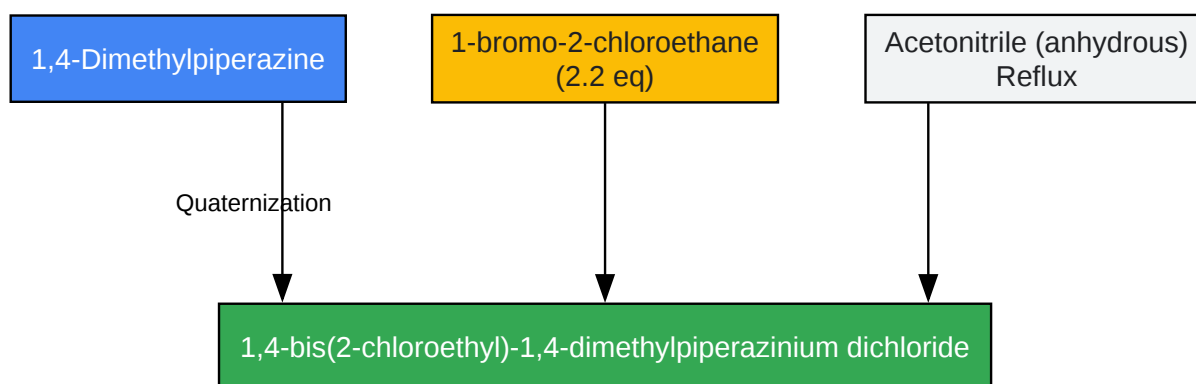 1,4-Dimethylpiperazine
1-bromo-2-chloroethane
(2.2 eq)
Acetonitrile (anhydrous)
Reflux
Quaternization
1,4-bis(2-chloroethyl)-1,4-dimethylpiperazinium dichloride